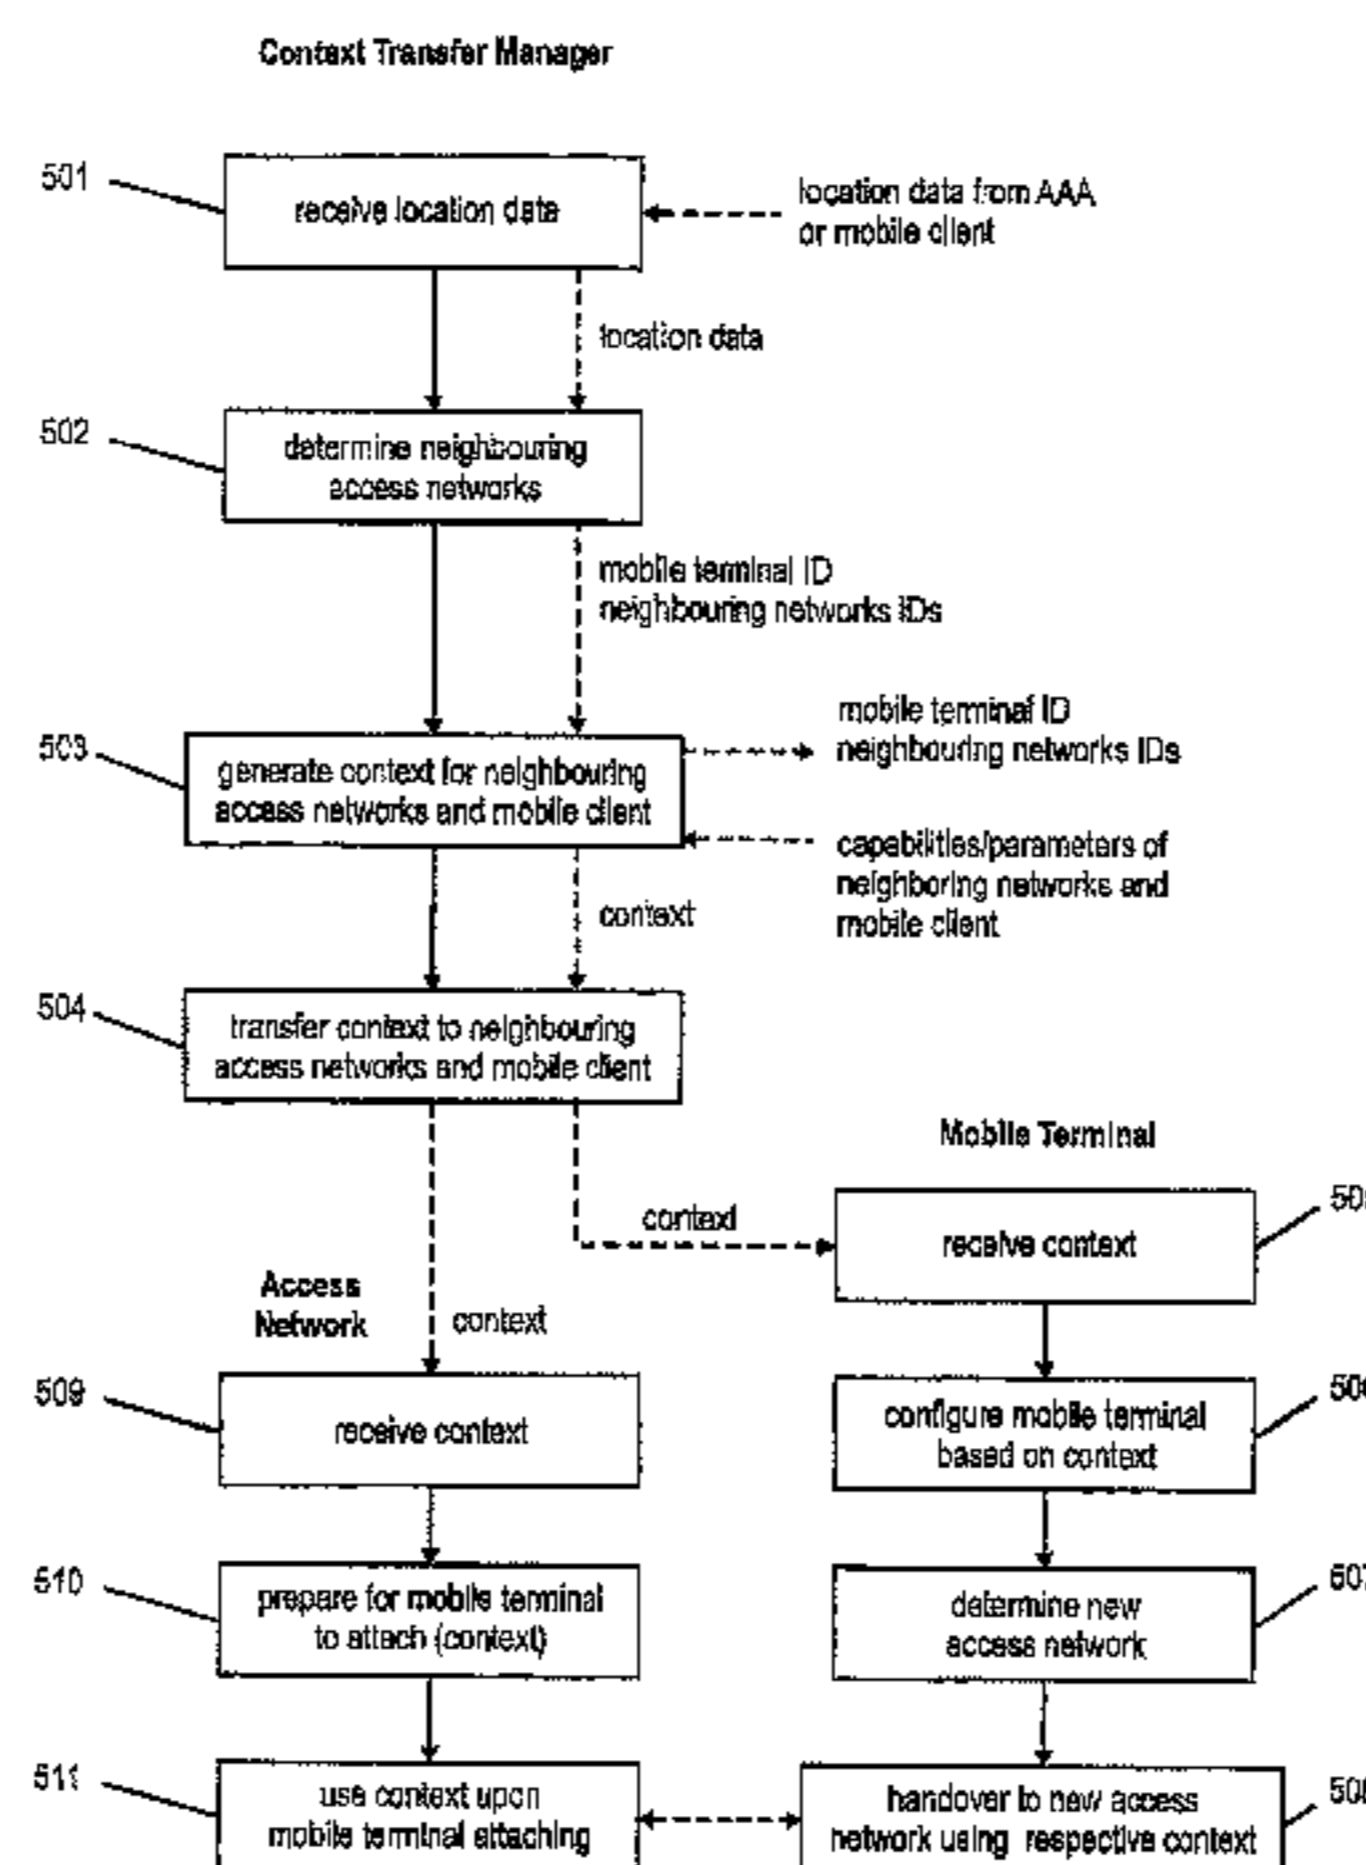 Context Transfer Manager
501
receive location data
location data from AAA
or mobile client
location data
502
determine neighbouring
access networks
mobile terminal ID
neighbouring networks IDs
503
generate context for neighbouring
access networks and mobile client
mobile terminal ID
neighbouring networks IDs
capabilities/parameters of
neighboring networks and
mobile client
context
504
transfer context to neighbouring
access networks and mobile client
Mobile Terminal
context
receive context
Access
Network
context
509
receive context
configure mobile terminal
based on context
510
prepare for mobile terminal
to attach (context)
determine new
access network
511
use context upon
mobile terminal attaching
handover to new access
network using respective context